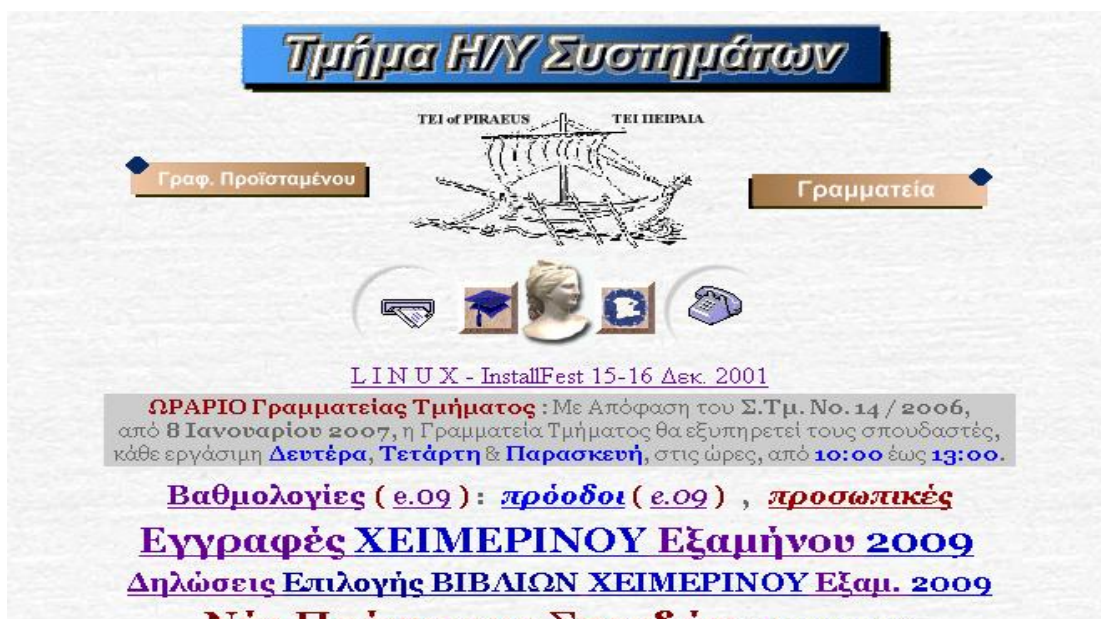 Τμήμα Η/Υ Συστημάτων
TEI of PIRAEUS ΤΕΙ ΠΕΙΡΑΙΑ
Γραφ. Προϊσταμένου
Γραμματεία
L I N U X - InstallFest 15-16 Δεκ. 2001
ΩΡΑΡΙΟ Γραμματείας Τμήματος : Με Απόφαση του Σ.Τμ. Νο. 14 / 2006,
από 8 Ιανουαρίου 2007, η Γραμματεία Τμήματος θα εξυπηρετεί τους σπουδαστές,
κάθε εργάσιμη Δευτέρα, Τετάρτη & Παρασκευή, στις ώρες, από 10:00 έως 13:00.
Βαθμολογίες ( e.09 ) : πρόοδοι ( e.09 ) , προσωπικές
Εγγραφές ΧΕΙΜΕΡΙΝΟΥ Εξαμήνου 2009
Δηλώσεις Επιλογής ΒΙΒΛΙΩΝ ΧΕΙΜΕΡΙΝΟΥ Εξαμ. 2009